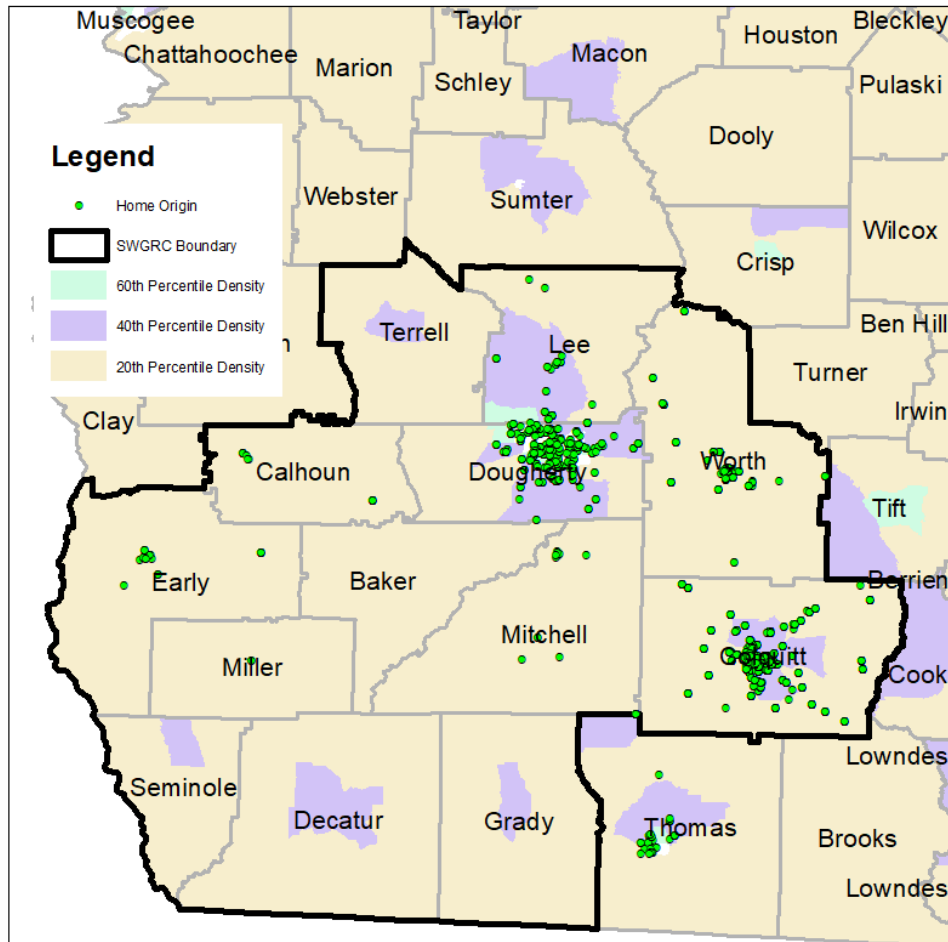 Muscogee
Taylor
Bleckley
Chattahoochee
Marion
Schley
Macon
Houston
Pulaski
Dooly
Legend
Home Origin
SWGRC Boundary
60th Percentile Density
40th Percentile Density
20th Percentile Density
Webster
Sumter
Wilcox
Crisp
Terrell
Lee
Ben Hill
Turner
n
Clay
Irwin
Calhoun
Dougherty
Worth
Tift
Early
Baker
Berrien
Mitchell
Miller
Colquitt
Cook
Seminole
Decatur
Grady
Thomas
Lowndes
Brooks
Lowndes